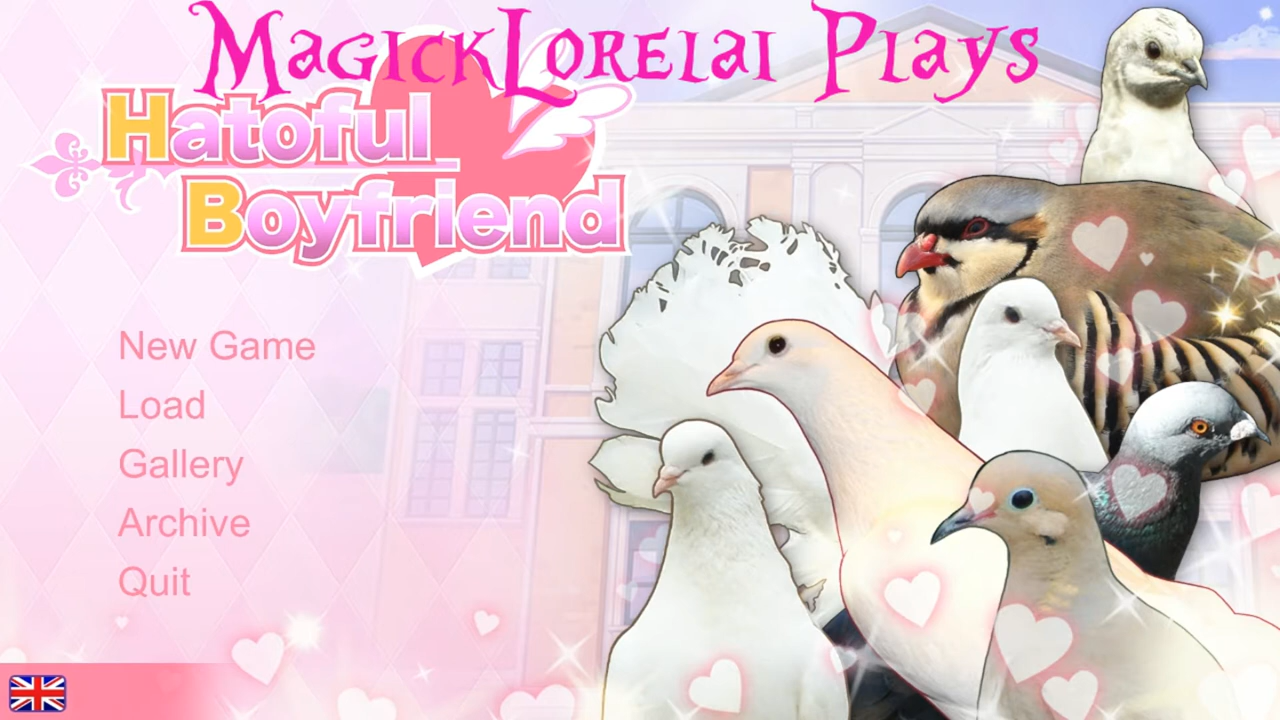 MagickLorelai Plays
Hatoful
Boyfriend
New Game
Load
Gallery
Archive
Quit